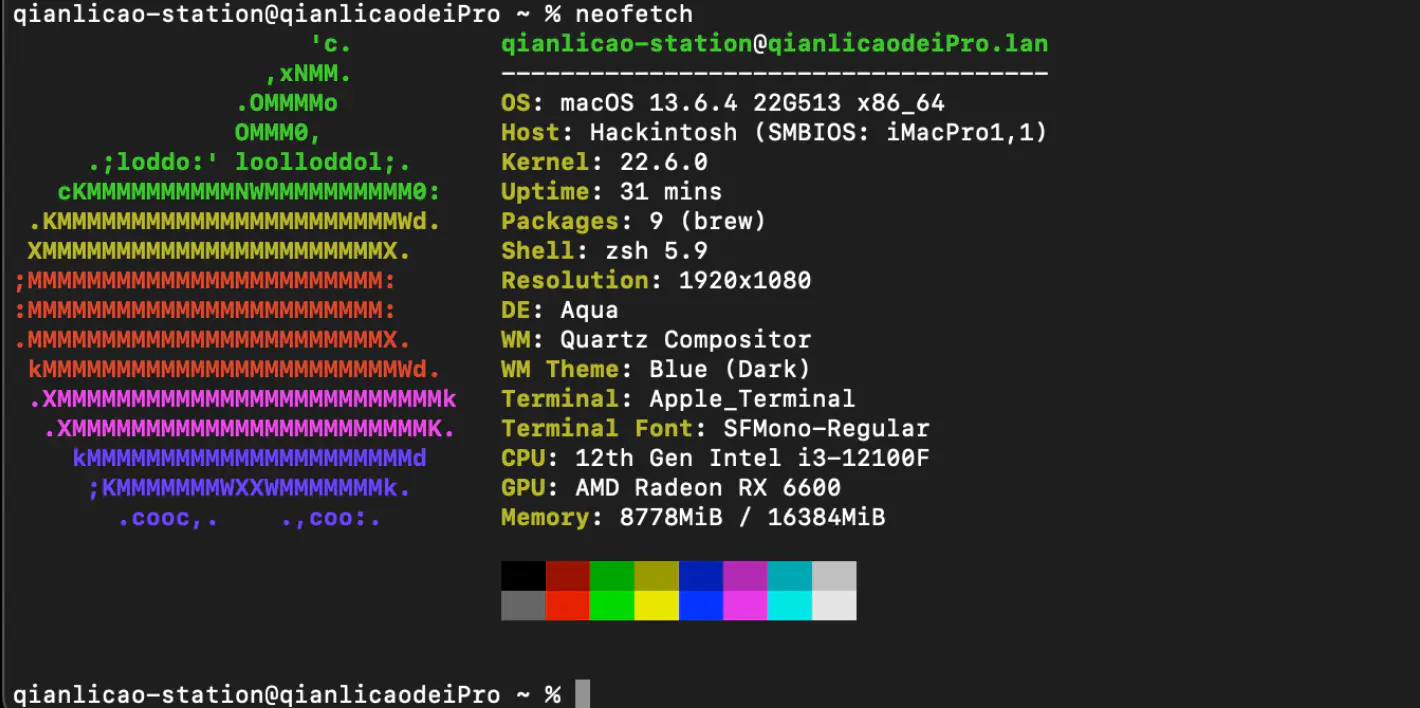 qianlicao-station@qianlicaodeiPro ~ % neofetch
                    'c.          qianlicao-station@qianlicaodeiPro.lan
                 ,xNMM.          -------------------------------------
               .OMMMMo           OS: macOS 13.6.4 22G513 x86_64
               OMMM0,            Host: Hackintosh (SMBIOS: iMacPro1,1)
     .;loddo:' loolloddol;.      Kernel: 22.6.0
   cKMMMMMMMMMMNWMMMMMMMMMM0:    Uptime: 31 mins
 .KMMMMMMMMMMMMMMMMMMMMMMMWd.    Packages: 9 (brew)
 XMMMMMMMMMMMMMMMMMMMMMMMX.      Shell: zsh 5.9
;MMMMMMMMMMMMMMMMMMMMMMMM:       Resolution: 1920x1080
:MMMMMMMMMMMMMMMMMMMMMMMM:       DE: Aqua
.MMMMMMMMMMMMMMMMMMMMMMMMX.      WM: Quartz Compositor
 kMMMMMMMMMMMMMMMMMMMMMMMMWd.    WM Theme: Blue (Dark)
 .XMMMMMMMMMMMMMMMMMMMMMMMMMMk   Terminal: Apple_Terminal
  .XMMMMMMMMMMMMMMMMMMMMMMMMK.   Terminal Font: SFMono-Regular
    kMMMMMMMMMMMMMMMMMMMMMMd     CPU: 12th Gen Intel i3-12100F
     ;KMMMMMMMWXXWMMMMMMMk.      GPU: AMD Radeon RX 6600
       .cooc,.    .,coo:.        Memory: 8778MiB / 16384MiB
qianlicao-station@qianlicaodeiPro ~ %